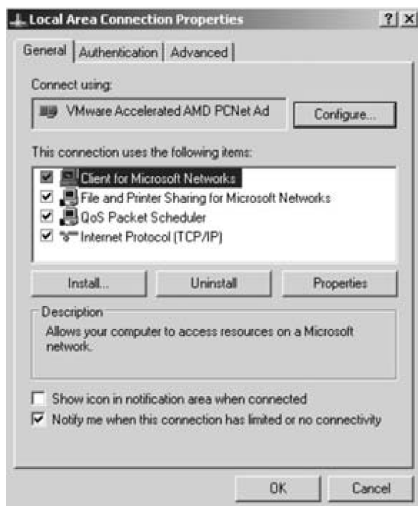 Local Area Connection Properties
General Authentication Advanced
Connect using:
VMware Accelerated AMD PCNet Ad Configure...
This connection uses the following items:
Client for Microsoft Networks
File and Printer Sharing for Microsoft Networks
QoS Packet Scheduler
Internet Protocol (TCP/IP)
Install... Uninstall Properties
Description
Allows your computer to access resources on a Microsoft
network.
Show icon in notification area when connected
Notify me when this connection has limited or no connectivity
OK Cancel